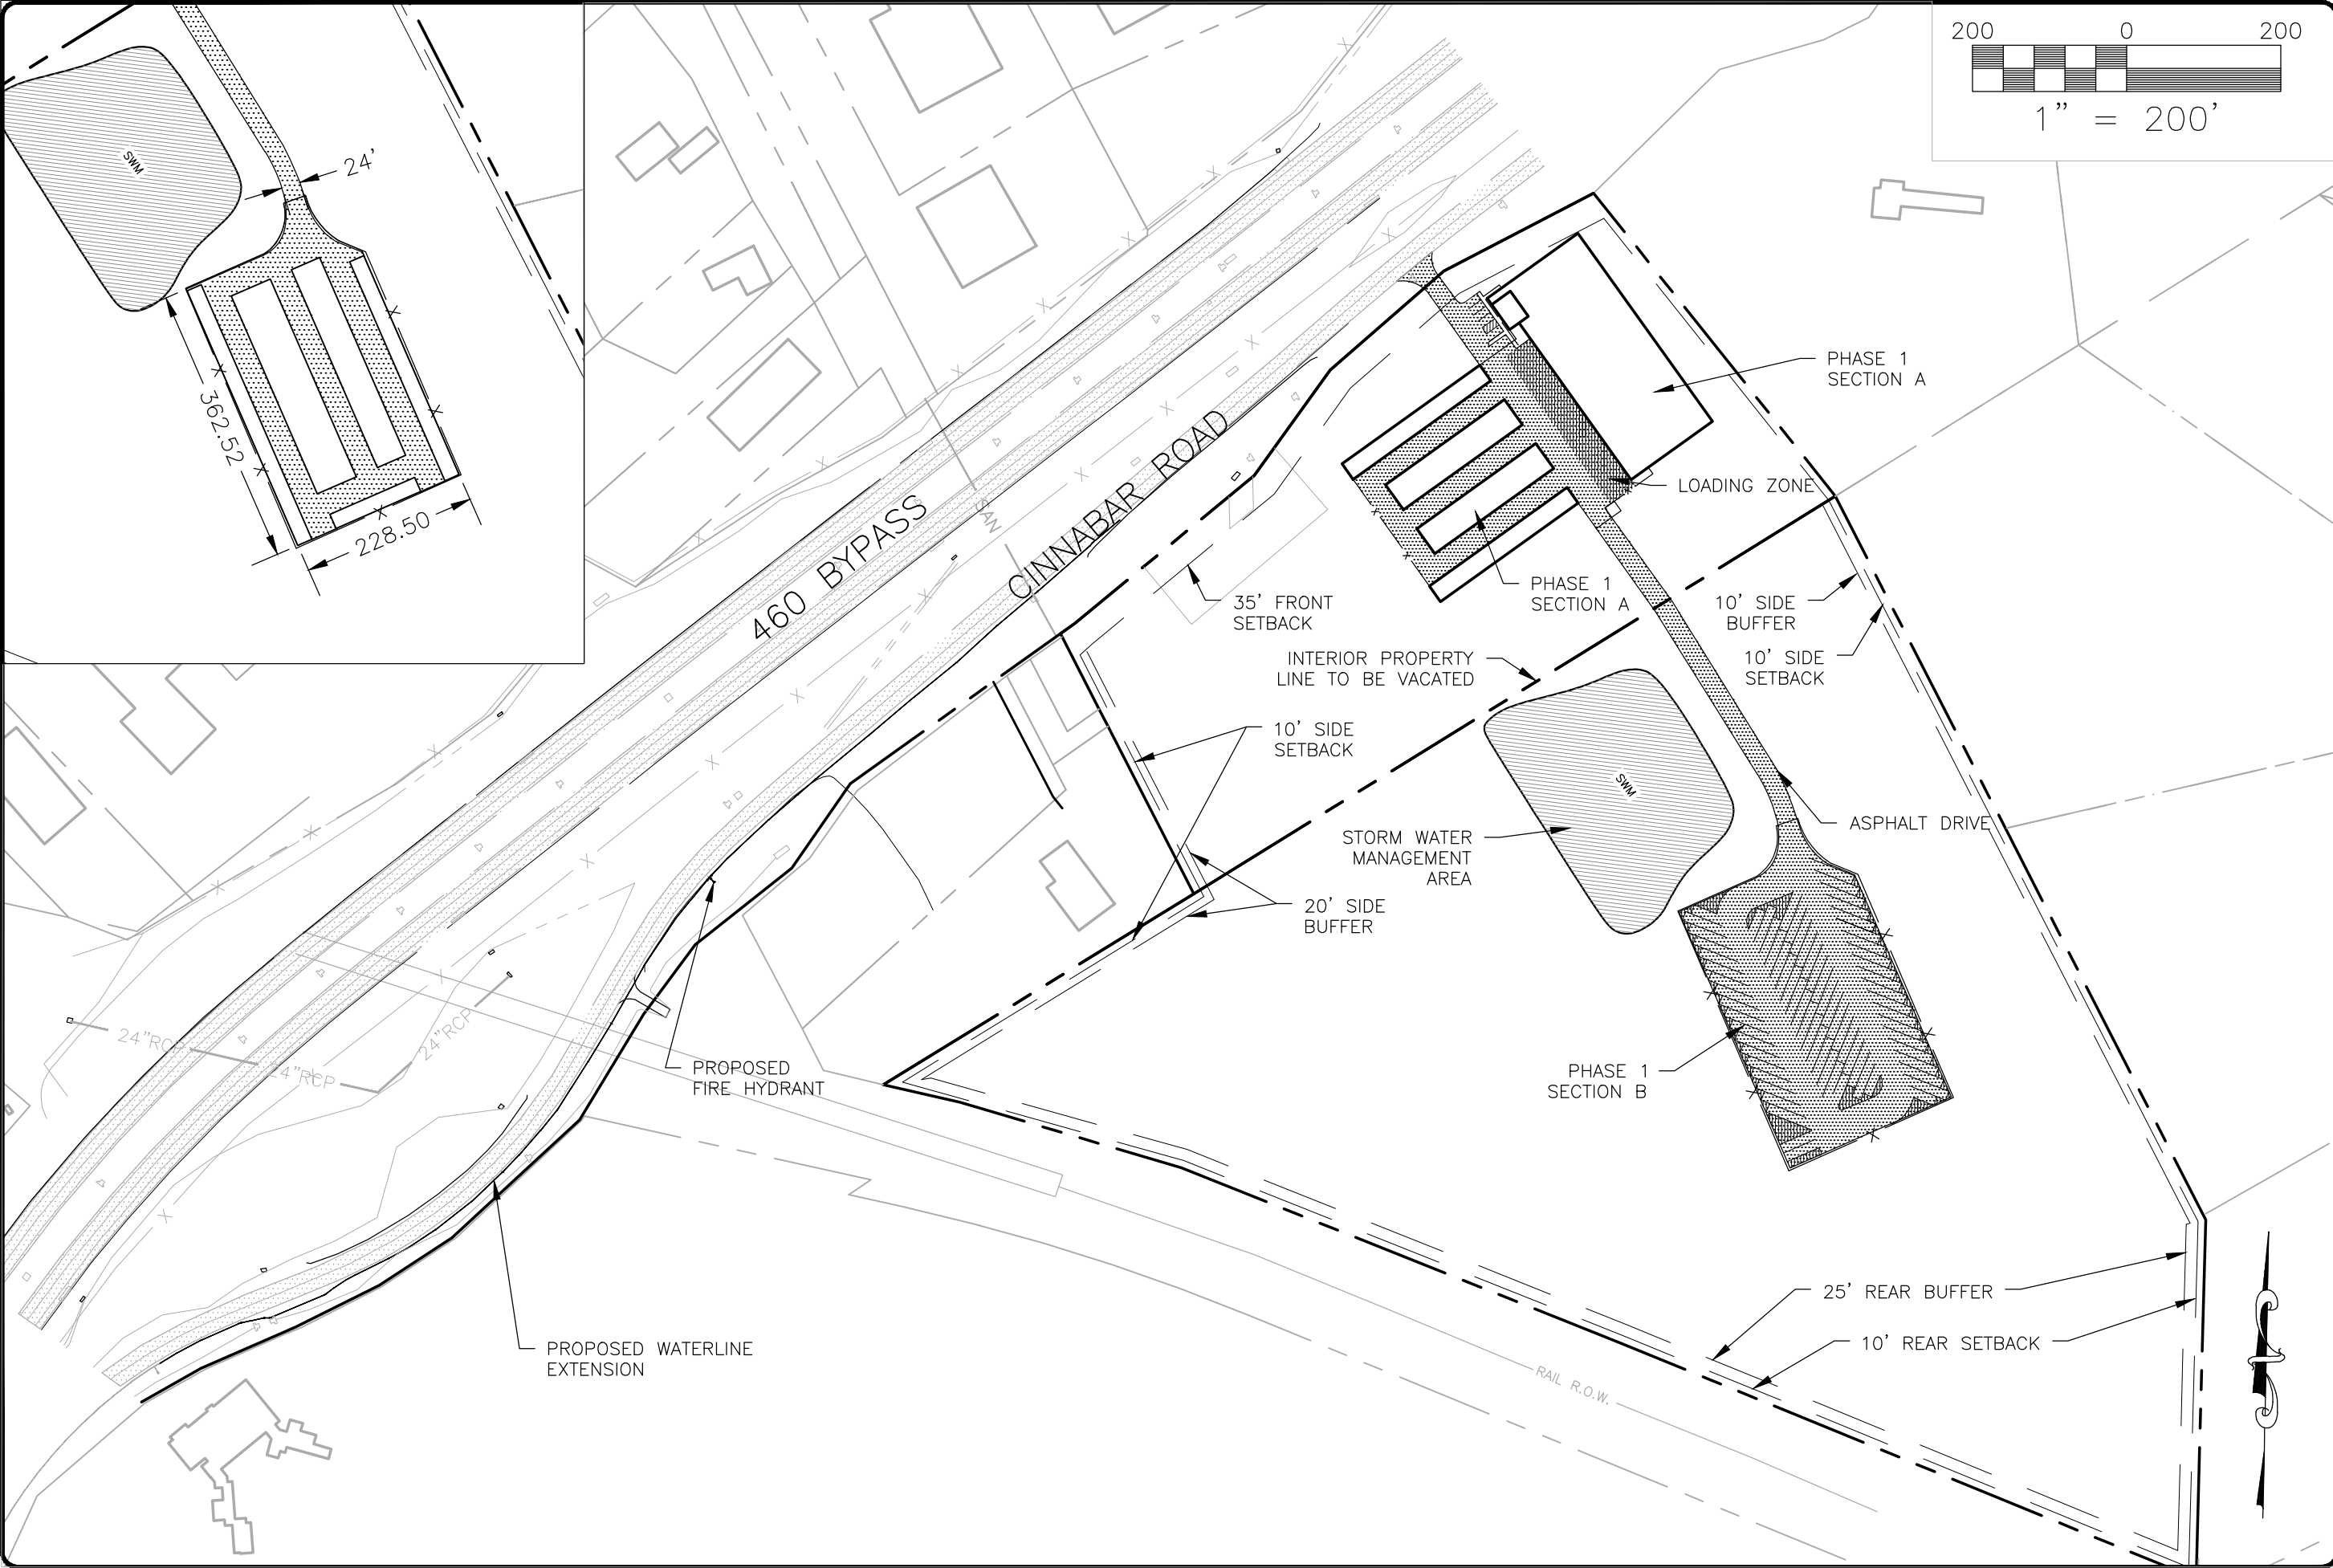 200 0 200
1" = 200'
SWM
24'
362.52
228.50
460 BYPASS
CINNABAR ROAD
SAN
PHASE 1
SECTION A
LOADING ZONE
PHASE 1
SECTION A
35' FRONT
SETBACK
10' SIDE
BUFFER
10' SIDE
SETBACK
INTERIOR PROPERTY
LINE TO BE VACATED
10' SIDE
SETBACK
SWM
STORM WATER
MANAGEMENT
AREA
ASPHALT DRIVE
20' SIDE
BUFFER
24"RCP
24"RCP
24"RCP
PROPOSED
FIRE HYDRANT
PHASE 1
SECTION B
25' REAR BUFFER
10' REAR SETBACK
PROPOSED WATERLINE
EXTENSION
RAIL R.O.W.